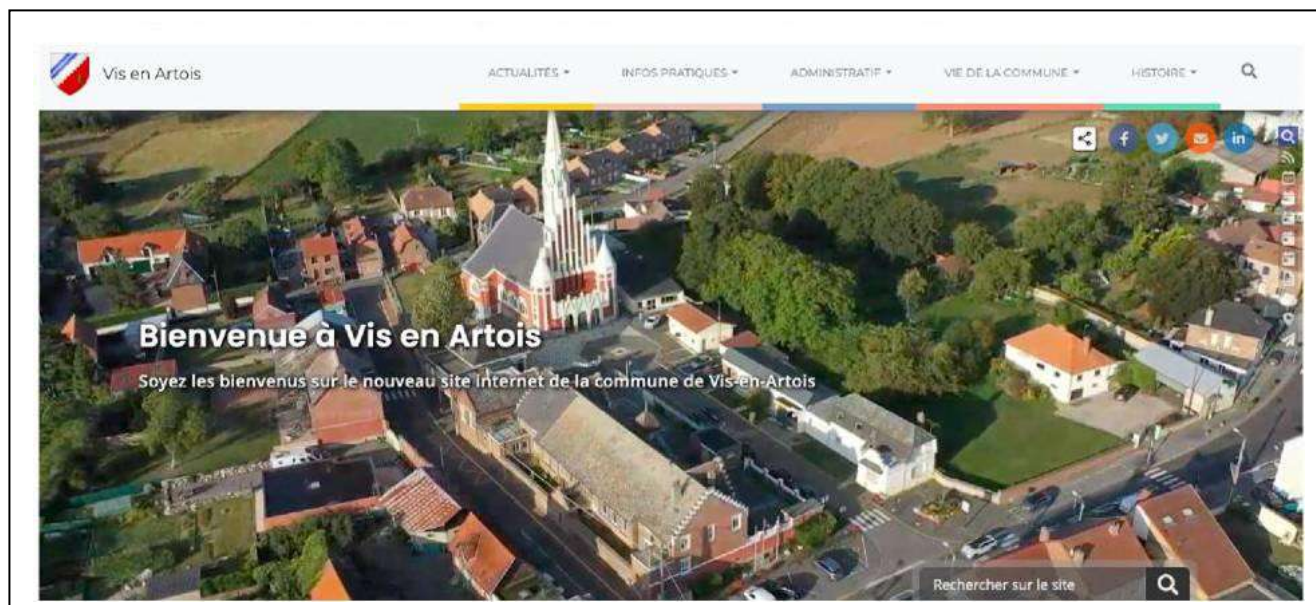 Vis en Artois
ACTUALITÉS
INFOS PRATIQUES
ADMINISTRATIF
VIE DE LA COMMUNE
HISTOIRE
f
in
Bienvenue à Vis en Artois
Soyez les bienvenus sur le nouveau site internet de la commune de Vis-en-Artois
Rechercher sur le site